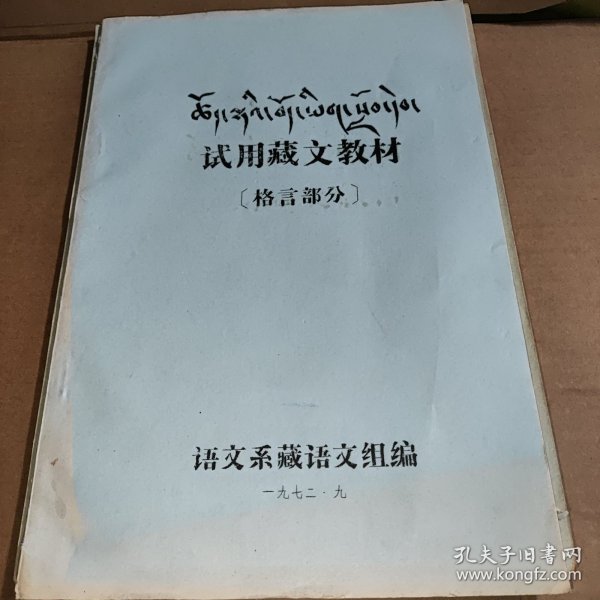 试用藏文教材
〔格言部分〕
语文系藏语文组编
一九七二·九
孔夫子旧书网
www.kongfz.com